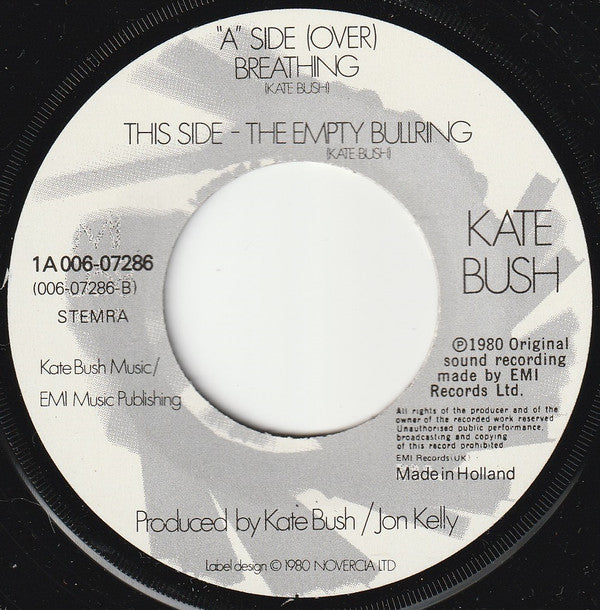 "A" SIDE (OVER)
BREATHING
(KATE BUSH)
THIS SIDE - THE EMPTY BULLRING
(KATE BUSH)
KATE
BUSH
1A 006-07286
(006-07286-B)
STEMRA
Kate Bush Music/
EMI Music Publishing
℗1980 Original
sound recording
made by EMI
Records Ltd.
All rights of the producer and of the
owner of the recorded work reserved
Unauthorised public performance,
broadcasting and copying
of this record prohibited
EMI Records (UK)
Made in Holland
Produced by Kate Bush / Jon Kelly
Label design © 1980 NOVERCIA LTD